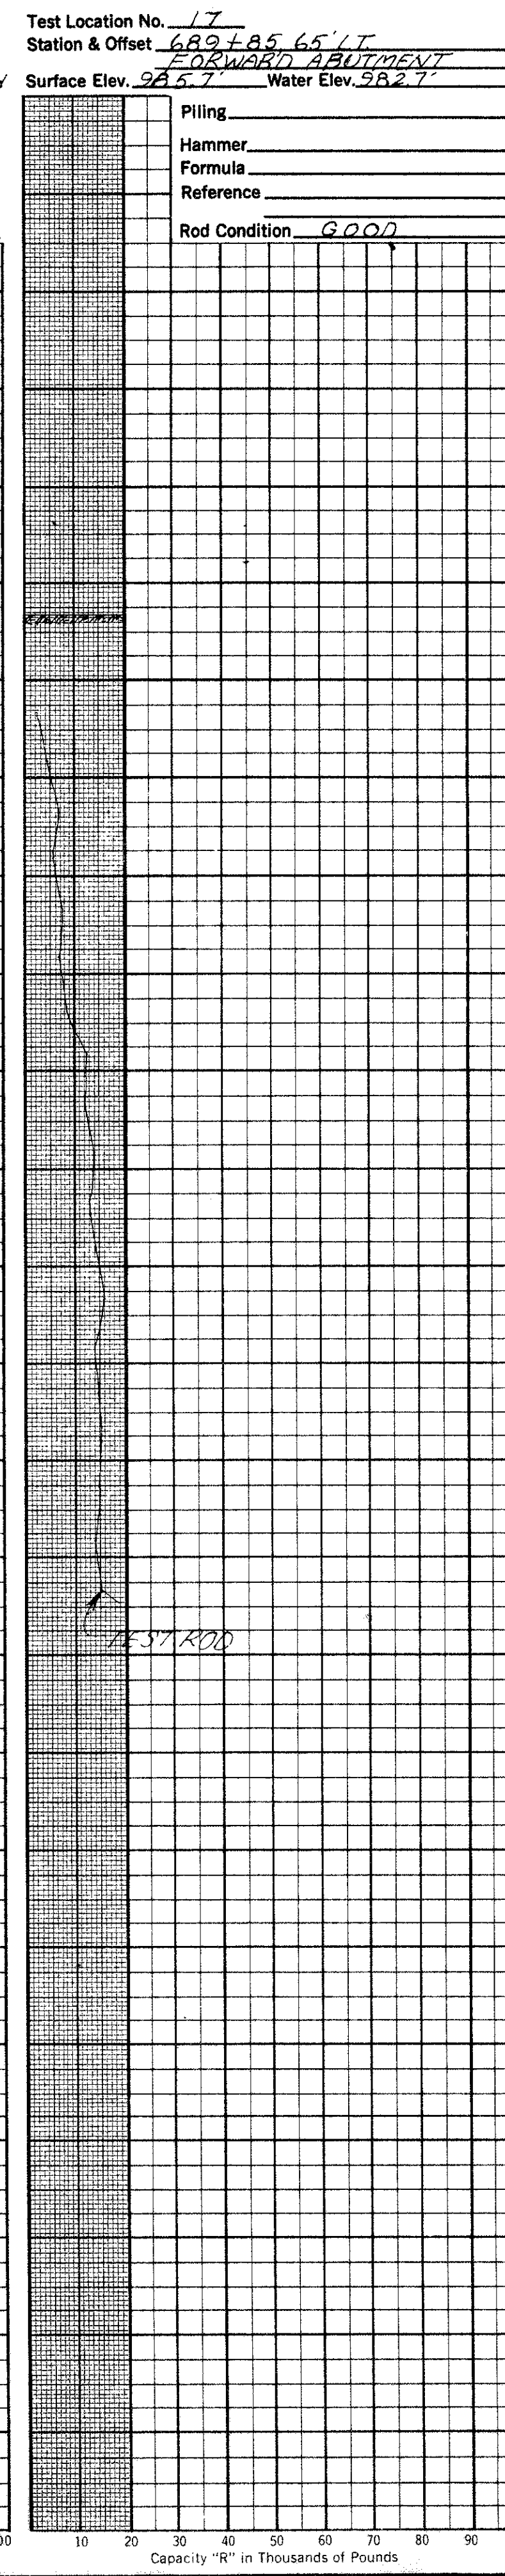 Test Location No. 17
Station & Offset 689+85, 65' LT.
FORWARD ABUTMENT
Surface Elev. 985.7' Water Elev. 982.7'
Piling
Hammer
Formula
Reference
Rod Condition GOOD
TEST ROD
10 20 30 40 50 60 70 80 90
Capacity "R" in Thousands of Pounds